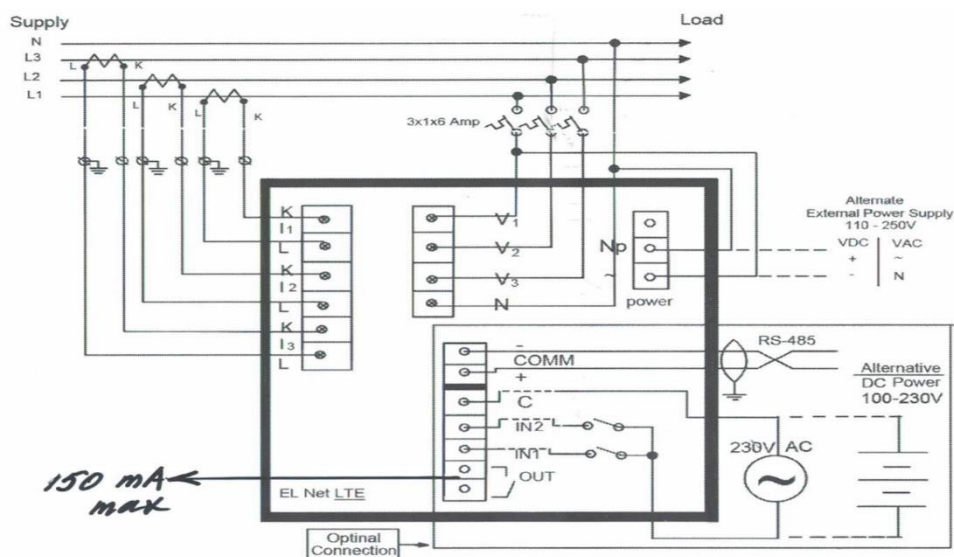 Supply
Load
N
L3
L2
L1
L K
L K
L K
3x1x6 Amp
Alternate
External Power Supply
110 - 250V
VDC VAC
+ ~
- N
K
I1
L
K
I2
L
K
I3
L
V1
V2
V3
N
Np
~
power
-
COMM
+
C
IN2
IN1
OUT
RS-485
Alternative
DC Power
100-230V
230V AC
~
150 mA
max
EL Net LTE
Optinal
Connection